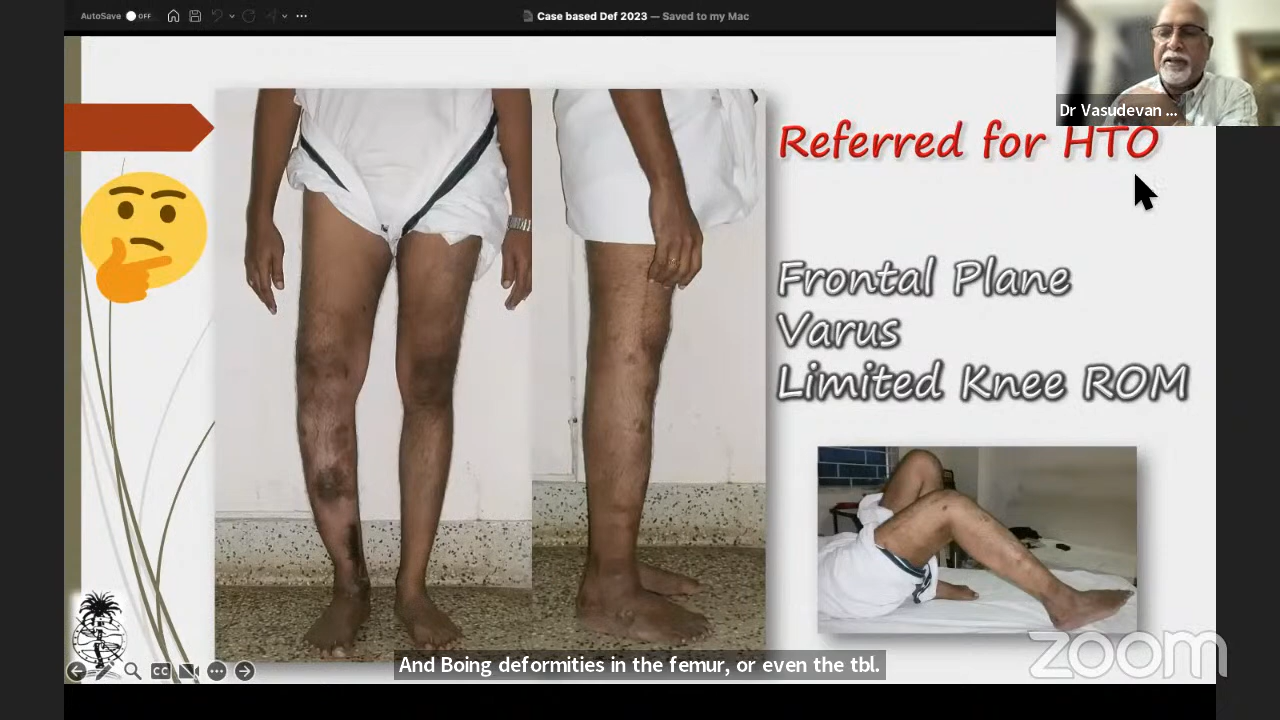 AutoSave OFF
Case based Def 2023 — Saved to my Mac
Dr Vasudevan ...
Referred for HTO
Frontal Plane
Varus
Limited Knee ROM
CC
And Boing deformities in the femur, or even the tbl.
zoom